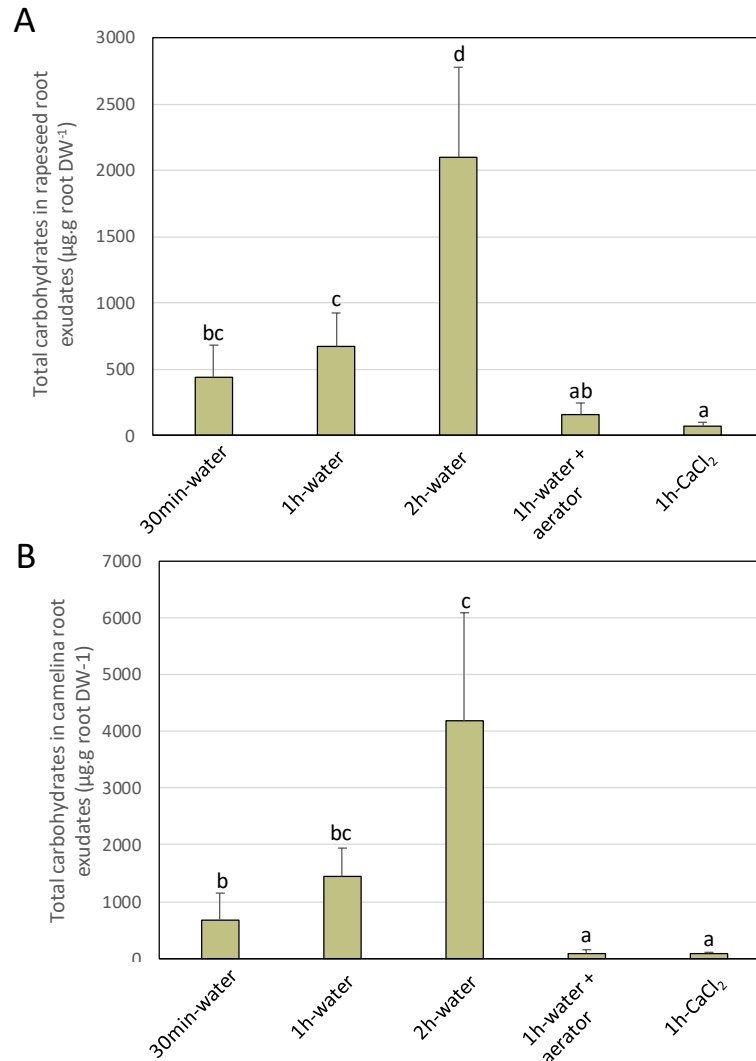 A
Total carbohydrates in rapeseed root
exudates (µg.g root DW⁻¹)
3000
2500
2000
1500
1000
500
0
bc
c
d
ab
a
30min-water
1h-water
2h-water
1h-water +
aerator
1h-CaCl₂
B
Total carbohydrates in camelina root
exudates (µg.g root DW-1)
7000
6000
5000
4000
3000
2000
1000
0
b
bc
c
a
a
30min-water
1h-water
2h-water
1h-water +
aerator
1h-CaCl₂